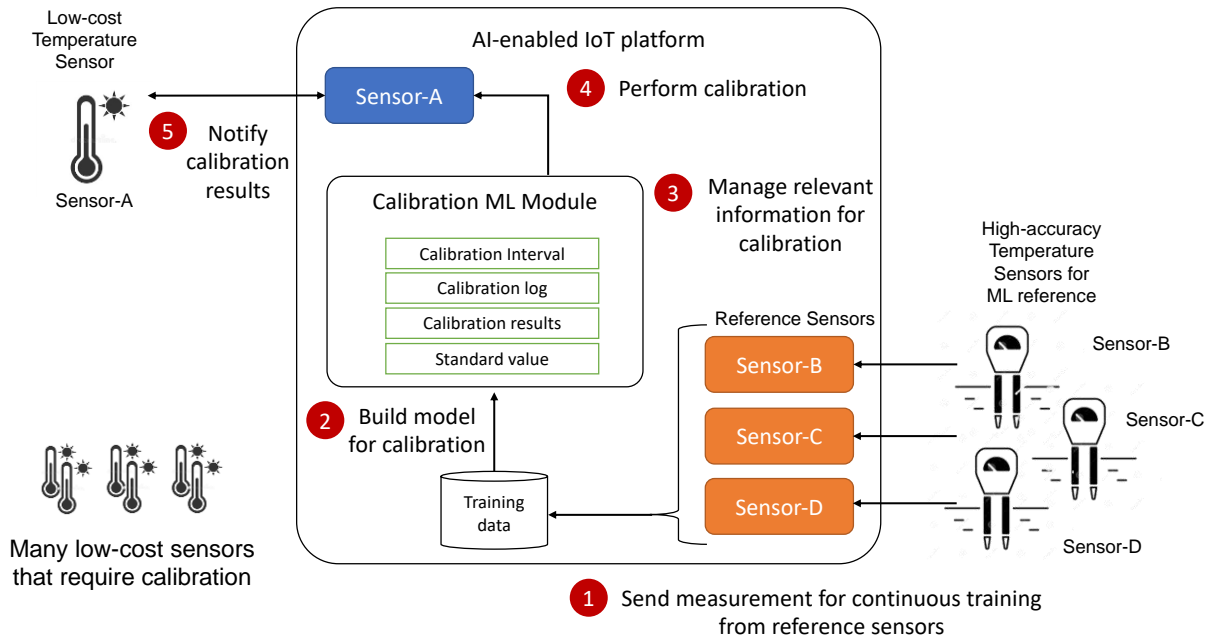 Low-cost
Temperature
Sensor
Sensor-A
AI-enabled IoT platform
Sensor-A
4
Perform calibration
5
Notify
calibration
results
Calibration ML Module
Calibration Interval
Calibration log
Calibration results
Standard value
3
Manage relevant
information for
calibration
High-accuracy
Temperature
Sensors for
ML reference
Reference Sensors
Sensor-B
Sensor-C
Sensor-D
Sensor-B
Sensor-C
Sensor-D
2
Build model
for calibration
Training
data
Many low-cost sensors
that require calibration
1
Send measurement for continuous training
from reference sensors